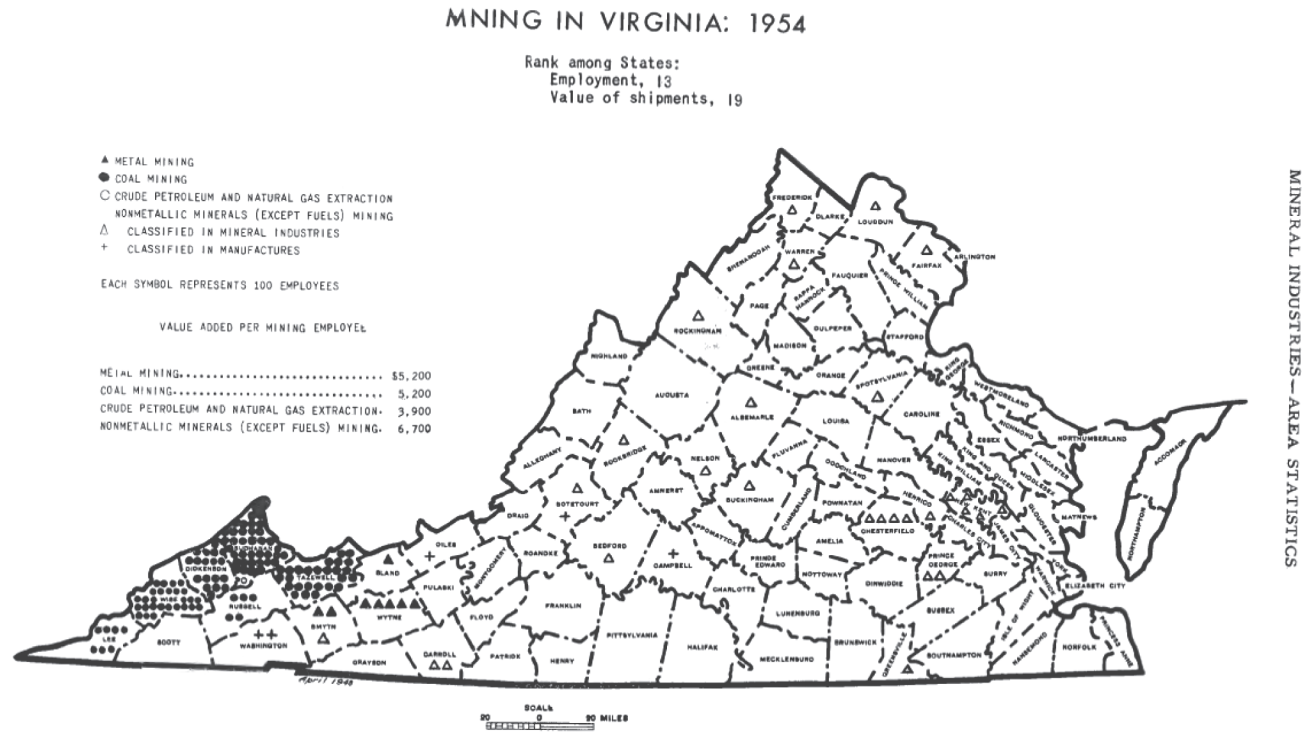 MNING IN VIRGINIA: 1954
Rank among States:
Employment, 13
Value of shipments, 19
METAL MINING
COAL MINING
CRUDE PETROLEUM AND NATURAL GAS EXTRACTION
NONMETALLIC MINERALS (EXCEPT FUELS) MINING
CLASSIFIED IN MINERAL INDUSTRIES
+ CLASSIFIED IN MANUFACTURES
EACH SYMBOL REPRESENTS 100 EMPLOYEES
VALUE ADDED PER MINING EMPLOYEE
METAL MINING. $5,200
COAL MINING. 5,200
CRUDE PETROLEUM AND NATURAL GAS EXTRACTION. 3,900
NONMETALLIC MINERALS (EXCEPT FUELS) MINING. 6,700
MINERAL INDUSTRIES—AREA STATISTICS
FREDERICK
CLARKE
LOUDOUN
SHENANDOAH
WARREN
FAIRFAX
ARLINGTON
FAUQUIER
PRINCE WILLIAM
RAPPA
HANNOCK
PAGE
ROCKINGHAM
CULPEPER
MADISON
STAFFORD
HIGHLAND
GREENE
ORANGE
SPOTSYLVANIA
KING
GEORGE
WESTMORELAND
AUGUSTA
BATH
ALBEMARLE
LOUISA
CAROLINE
RICHMOND
ESSEX
NORTHUMBERLAND
ACCOMACK
ALLEGHANY
ROCKBRIDGE
NELSON
FLUVANNA
GOOCHLAND
HANOVER
KING
WILLIAM
KING AND QUEEN
LANCASTER
MIDDLESEX
BOTETOURT
AMHERST
BUCKINGHAM
CUMBERLAND
POWHATAN
HENRICO
NEW
KENT
CHARLES CITY
JAMES CITY
GLOUCESTER
MATHEWS
NORTHAMPTON
CRAIG
CHESTERFIELD
APPOMATTOX
AMELIA
YORK
WARWICK
ELIZABETH CITY
BUCHANAN
DICKENSON
TAZEWELL
BLAND
GILES
MONTGOMERY
ROANOKE
BEDFORD
CAMPBELL
PRINCE
EDWARD
NOTTOWAY
DINWIDDIE
PRINCE
GEORGE
SURRY
WISE
RUSSELL
PULASKI
CHARLOTTE
LEE
SCOTT
WASHINGTON
SMYTH
WYTHE
FLOYD
FRANKLIN
LUNENBURG
SUSSEX
ISLE OF WIGHT
GRAYSON
CARROLL
PATRICK
HENRY
PITTSYLVANIA
HALIFAX
MECKLENBURG
BRUNSWICK
GREENSVILLE
SOUTHAMPTON
NANSEMOND
NORFOLK
PRINCESS ANNE
April 1940
SCALE
20 0 20 MILES